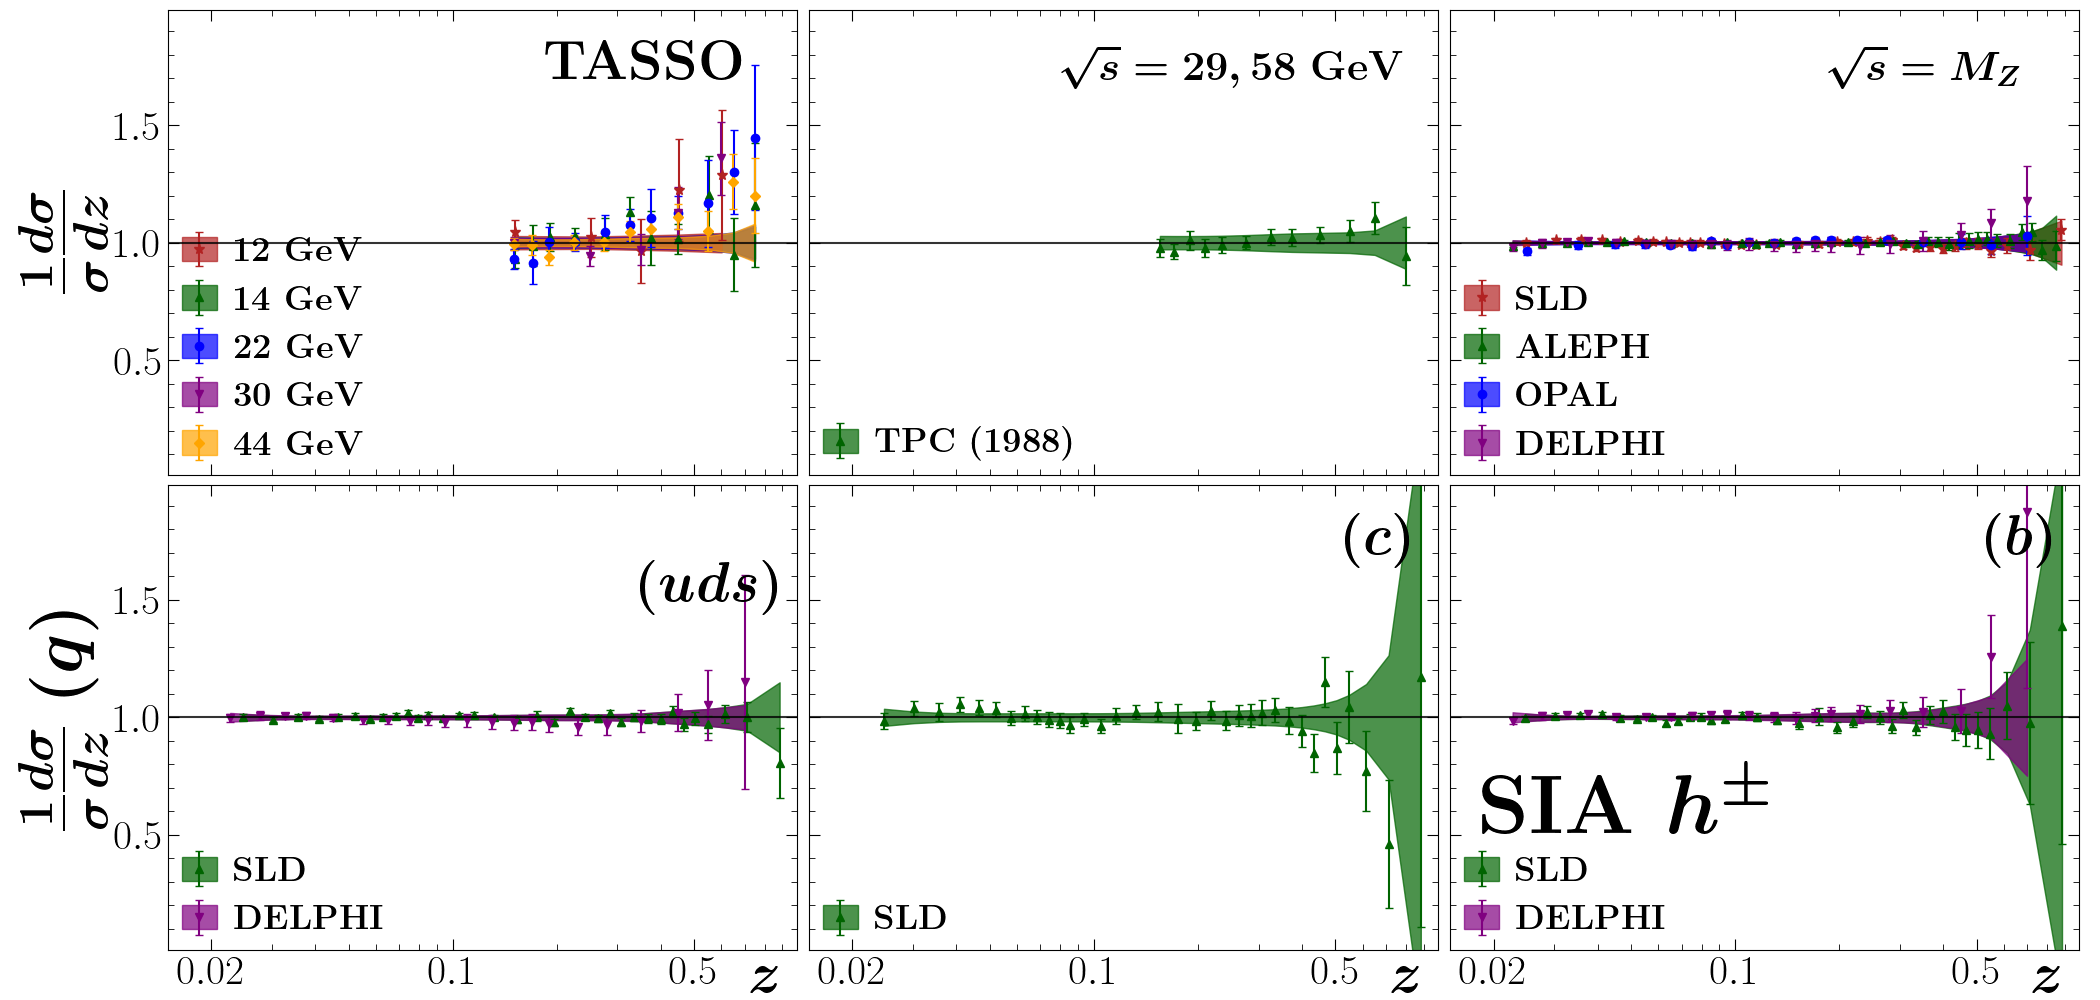 TASSO
1.5
1.0
0.5
1/σ dσ/dz
12 GeV
14 GeV
22 GeV
30 GeV
44 GeV
√s = 29, 58 GeV
TPC (1988)
√s = M_Z
SLD
ALEPH
OPAL
DELPHI
(uds)
1.5
1.0
0.5
1/σ dσ/dz (q)
SLD
DELPHI
0.02 0.1 0.5 z
(c)
SLD
0.02 0.1 0.5 z
(b)
SIA h±
SLD
DELPHI
0.02 0.1 0.5 z